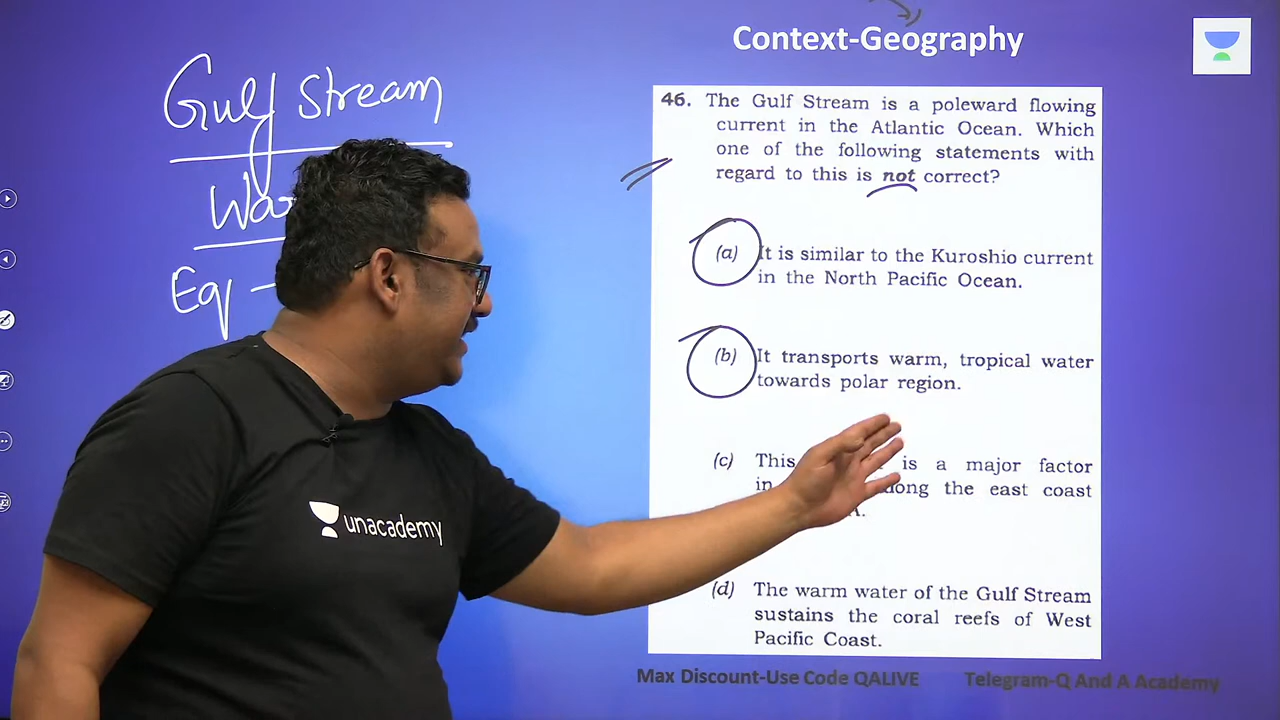 Context-Geography
Gulf Stream
Eq -
46. The Gulf Stream is a poleward flowing
current in the Atlantic Ocean. Which
one of the following statements with
regard to this is not correct?
(a) It is similar to the Kuroshio current
in the North Pacific Ocean.
(b) It transports warm, tropical water
towards polar region.
(c) This is a major factor
in the east coast
(d) The warm water of the Gulf Stream
sustains the coral reefs of West
Pacific Coast.
unacademy
Max Discount-Use Code QALIVE Telegram-Q And A Academy